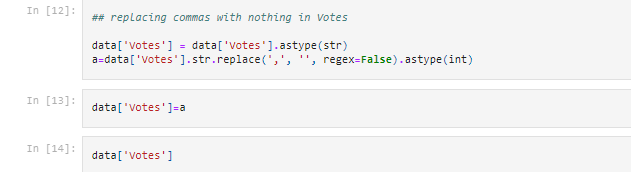 In [12]:
## replacing commas with nothing in Votes
data['Votes'] = data['Votes'].astype(str)
a=data['Votes'].str.replace(',', '', regex=False).astype(int)
In [13]:
data['Votes']=a
In [14]:
data['Votes']